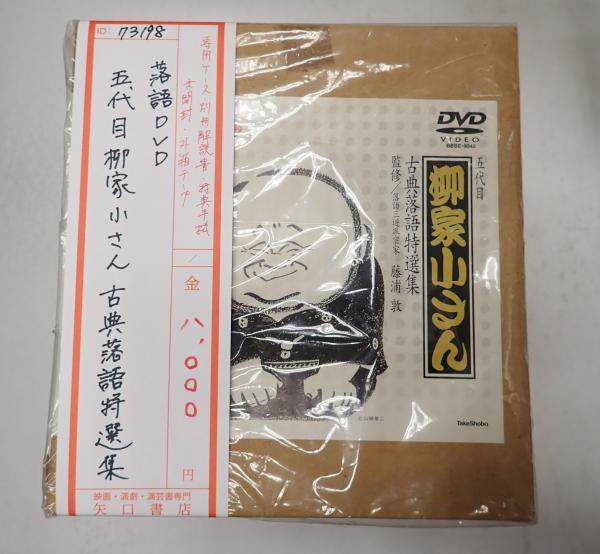 ID: 73198
専用ケース・別冊解説書・特典手拭
未開封・外箱テープ
落語DVD
五代目 柳家小さん 古典落語特選集
金 八,000 円
映画・演劇・演芸書専門
矢口書店
DVD
VIDEO
BBBE-9042
五代目
柳家小さん
古典落語特選集
監修/落語三遊派宗家 藤浦敦
TakeShobo